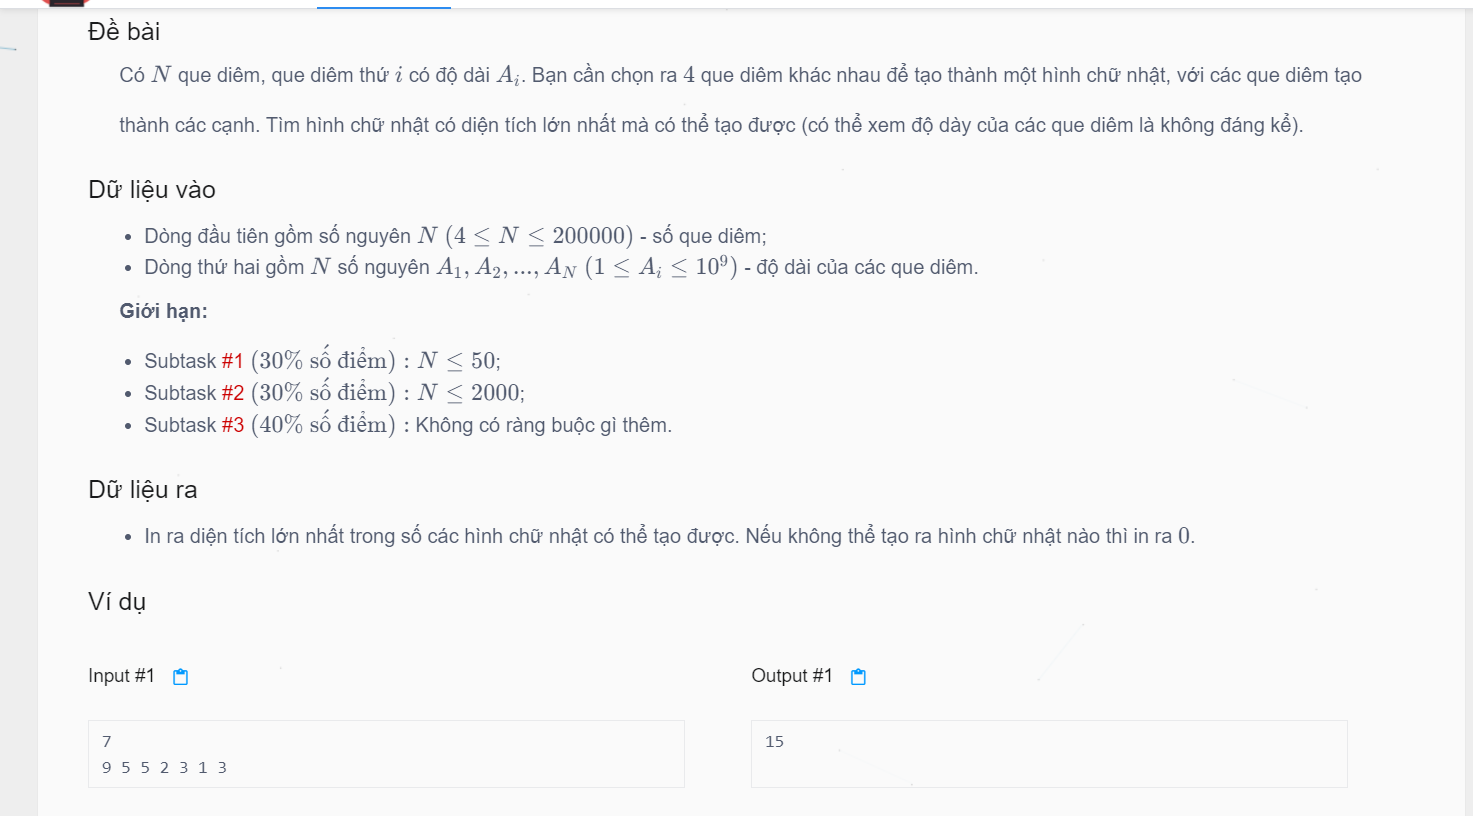 Đề bài
Có N que diêm, que diêm thứ i có độ dài A_i. Bạn cần chọn ra 4 que diêm khác nhau để tạo thành một hình chữ nhật, với các que diêm tạo
thành các cạnh. Tìm hình chữ nhật có diện tích lớn nhất mà có thể tạo được (có thể xem độ dày của các que diêm là không đáng kể).
Dữ liệu vào
• Dòng đầu tiên gồm số nguyên N (4 ≤ N ≤ 200000) - số que diêm;
• Dòng thứ hai gồm N số nguyên A_1, A_2, ..., A_N (1 ≤ A_i ≤ 10^9) - độ dài của các que diêm.
Giới hạn:
• Subtask #1 (30% số điểm) : N ≤ 50;
• Subtask #2 (30% số điểm) : N ≤ 2000;
• Subtask #3 (40% số điểm) : Không có ràng buộc gì thêm.
Dữ liệu ra
• In ra diện tích lớn nhất trong số các hình chữ nhật có thể tạo được. Nếu không thể tạo ra hình chữ nhật nào thì in ra 0.
Ví dụ
Input #1
7
9 5 5 2 3 1 3
Output #1
15